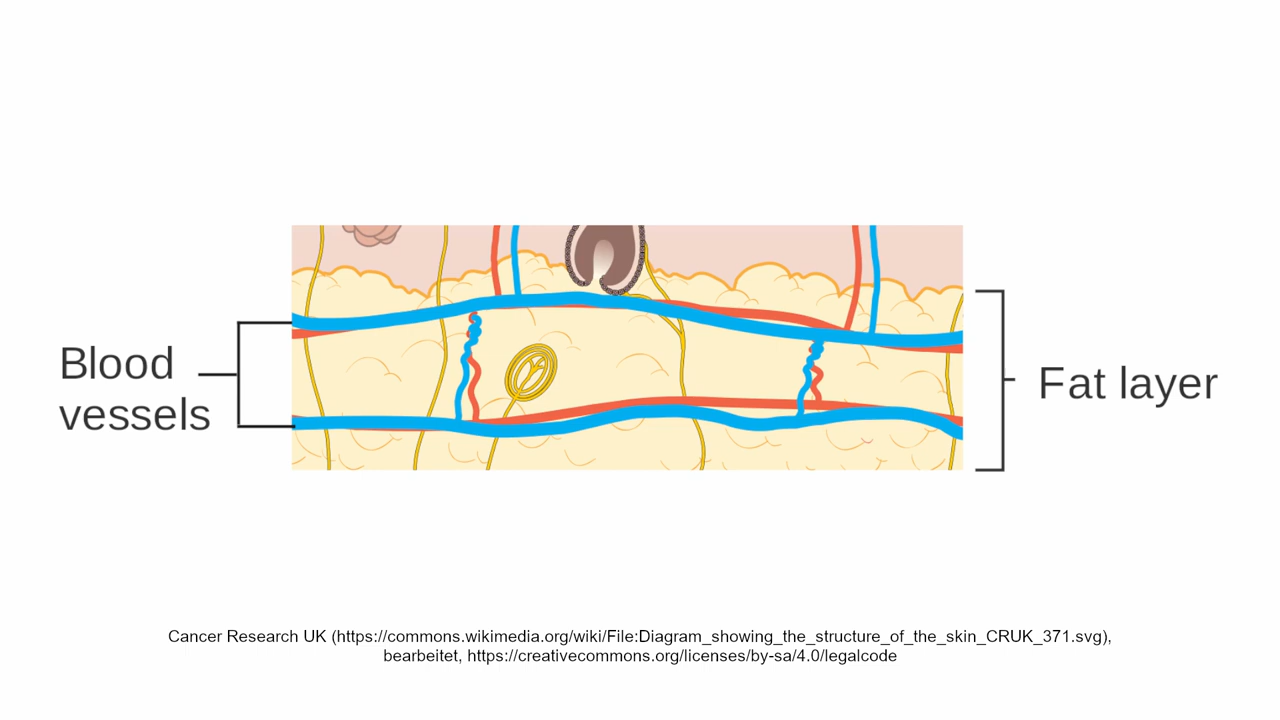 Blood
vessels
Fat layer
Cancer Research UK (https://commons.wikimedia.org/wiki/File:Diagram_showing_the_structure_of_the_skin_CRUK_371.svg),
bearbeitet, https://creativecommons.org/licenses/by-sa/4.0/legalcode